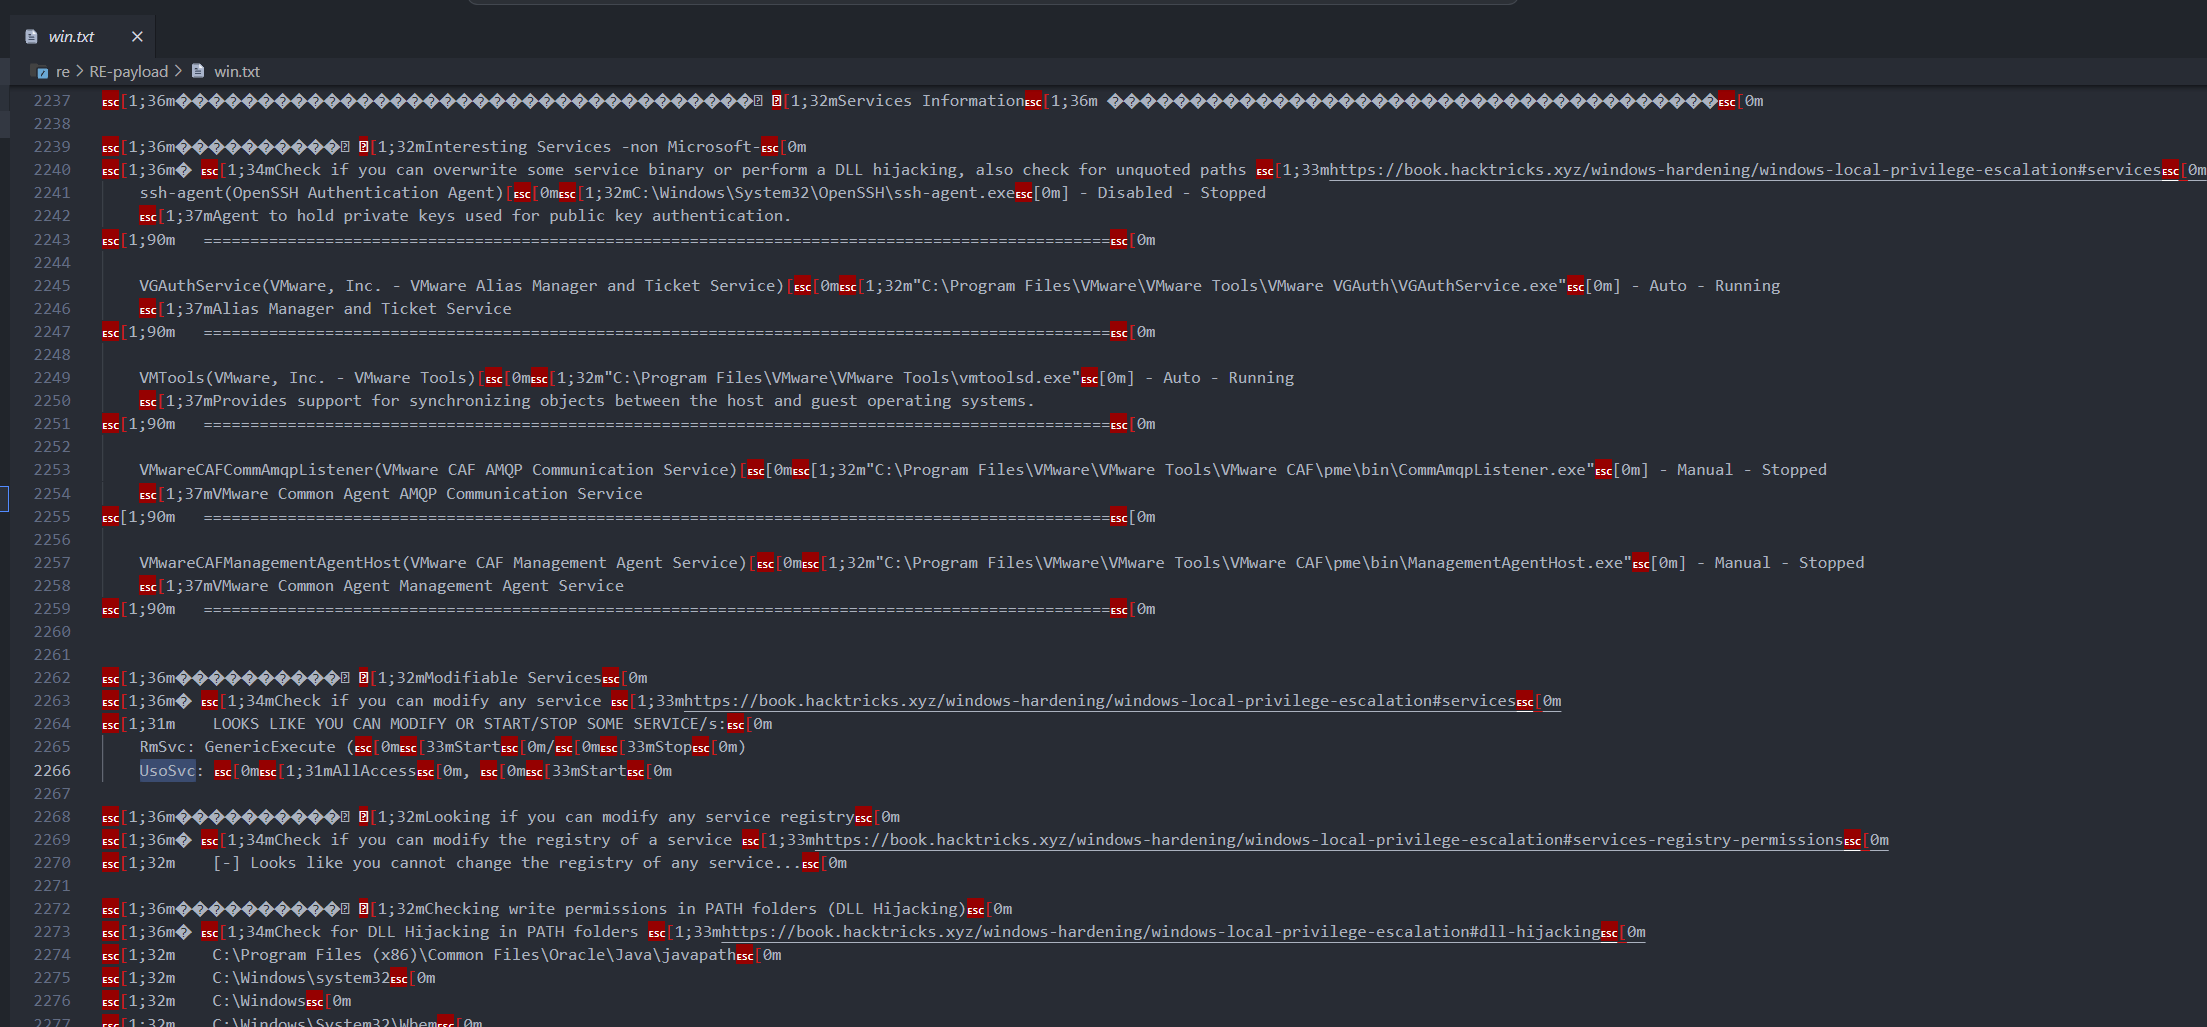 win.txt
re > RE-payload > win.txt
2237 ESC[1;36m���������������������������������������������� [1;32mServices InformationESC[1;36m ����������������������������������������������ESC[0m
2238
2239 ESC[1;36m����������� [1;32mInteresting Services -non Microsoft-ESC[0m
2240 ESC[1;36m� ESC[1;34mCheck if you can overwrite some service binary or perform a DLL hijacking, also check for unquoted paths ESC[1;33mhttps://book.hacktricks.xyz/windows-hardening/windows-local-privilege-escalation#servicesESC[0m
2241 ssh-agent(OpenSSH Authentication Agent)[ESC[0mESC[1;32mC:\Windows\System32\OpenSSH\ssh-agent.exeESC[0m] - Disabled - Stopped
2242 ESC[1;37mAgent to hold private keys used for public key authentication.
2243 ESC[1;90m   =================================================================================================ESC[0m
2244
2245 VGAuthService(VMware, Inc. - VMware Alias Manager and Ticket Service)[ESC[0mESC[1;32m"C:\Program Files\VMware\VMware Tools\VMware VGAuth\VGAuthService.exe"ESC[0m] - Auto - Running
2246 ESC[1;37mAlias Manager and Ticket Service
2247 ESC[1;90m   =================================================================================================ESC[0m
2248
2249 VMTools(VMware, Inc. - VMware Tools)[ESC[0mESC[1;32m"C:\Program Files\VMware\VMware Tools\vmtoolsd.exe"ESC[0m] - Auto - Running
2250 ESC[1;37mProvides support for synchronizing objects between the host and guest operating systems.
2251 ESC[1;90m   =================================================================================================ESC[0m
2252
2253 VMwareCAFCommAmqpListener(VMware CAF AMQP Communication Service)[ESC[0mESC[1;32m"C:\Program Files\VMware\VMware Tools\VMware CAF\pme\bin\CommAmqpListener.exe"ESC[0m] - Manual - Stopped
2254 ESC[1;37mVMware Common Agent AMQP Communication Service
2255 ESC[1;90m   =================================================================================================ESC[0m
2256
2257 VMwareCAFManagementAgentHost(VMware CAF Management Agent Service)[ESC[0mESC[1;32m"C:\Program Files\VMware\VMware Tools\VMware CAF\pme\bin\ManagementAgentHost.exe"ESC[0m] - Manual - Stopped
2258 ESC[1;37mVMware Common Agent Management Agent Service
2259 ESC[1;90m   =================================================================================================ESC[0m
2260
2261
2262 ESC[1;36m����������� [1;32mModifiable ServicesESC[0m
2263 ESC[1;36m� ESC[1;34mCheck if you can modify any service ESC[1;33mhttps://book.hacktricks.xyz/windows-hardening/windows-local-privilege-escalation#servicesESC[0m
2264 ESC[1;31m    LOOKS LIKE YOU CAN MODIFY OR START/STOP SOME SERVICE/s:ESC[0m
2265 RmSvc: GenericExecute (ESC[0mESC[33mStartESC[0m/ESC[0mESC[33mStopESC[0m)
2266 UsoSvc: ESC[0mESC[1;31mAllAccessESC[0m, ESC[0mESC[33mStartESC[0m
2267
2268 ESC[1;36m����������� [1;32mLooking if you can modify any service registryESC[0m
2269 ESC[1;36m� ESC[1;34mCheck if you can modify the registry of a service ESC[1;33mhttps://book.hacktricks.xyz/windows-hardening/windows-local-privilege-escalation#services-registry-permissionsESC[0m
2270 ESC[1;32m    [-] Looks like you cannot change the registry of any service...ESC[0m
2271
2272 ESC[1;36m����������� [1;32mChecking write permissions in PATH folders (DLL Hijacking)ESC[0m
2273 ESC[1;36m� ESC[1;34mCheck for DLL Hijacking in PATH folders ESC[1;33mhttps://book.hacktricks.xyz/windows-hardening/windows-local-privilege-escalation#dll-hijackingESC[0m
2274 ESC[1;32m    C:\Program Files (x86)\Common Files\Oracle\Java\javapathESC[0m
2275 ESC[1;32m    C:\Windows\system32ESC[0m
2276 ESC[1;32m    C:\WindowsESC[0m
2277 ESC[1;32m    C:\Windows\System32\WbemESC[0m